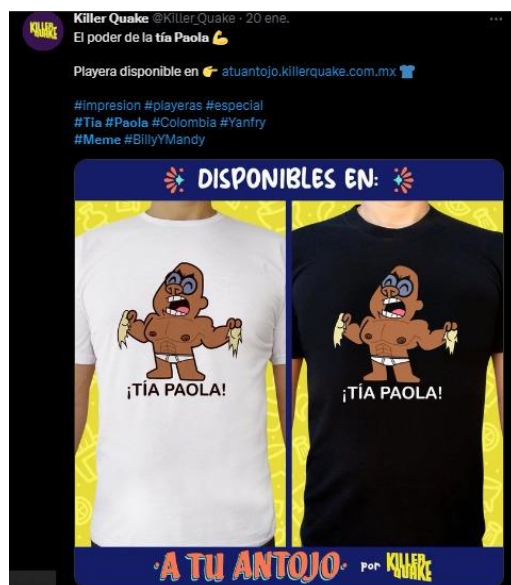 Killer Quake @Killer_Quake · 20 ene.
El poder de la tía Paola 💪
Playera disponible en 👉 atuantojo.killerquake.com.mx 👕
#impresion #playeras #especial
#Tia #Paola #Colombia #Yanfry
#Meme #BillyYMandy
KILLER QUAKE
DISPONIBLES EN:
¡TÍA PAOLA!
¡TÍA PAOLA!
A TU ANTOJO
POR KILLER QUAKE